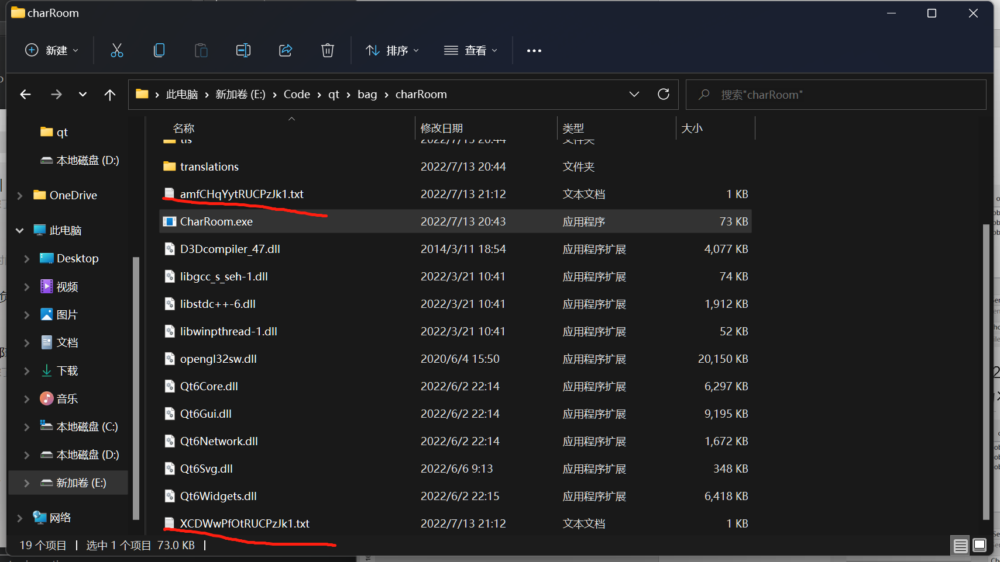 charRoom
新建 排序 查看
此电脑 新加卷 (E:) Code qt bag charRoom 搜索"charRoom"
qt
本地磁盘 (D:)
OneDrive
此电脑
Desktop
视频
图片
文档
下载
音乐
本地磁盘 (C:)
本地磁盘 (D:)
新加卷 (E:)
网络
名称 修改日期 类型 大小
tls 2022/7/13 20:44 文件夹
translations 2022/7/13 20:44 文件夹
amfCHqYytRUCPzJk1.txt 2022/7/13 21:12 文本文档 1 KB
CharRoom.exe 2022/7/13 20:43 应用程序 73 KB
D3Dcompiler_47.dll 2014/3/11 18:54 应用程序扩展 4,077 KB
libgcc_s_seh-1.dll 2022/3/21 10:41 应用程序扩展 74 KB
libstdc++-6.dll 2022/3/21 10:41 应用程序扩展 1,912 KB
libwinpthread-1.dll 2022/3/21 10:41 应用程序扩展 52 KB
opengl32sw.dll 2020/6/4 15:50 应用程序扩展 20,150 KB
Qt6Core.dll 2022/6/2 22:14 应用程序扩展 6,297 KB
Qt6Gui.dll 2022/6/2 22:14 应用程序扩展 9,195 KB
Qt6Network.dll 2022/6/2 22:14 应用程序扩展 1,672 KB
Qt6Svg.dll 2022/6/6 9:13 应用程序扩展 348 KB
Qt6Widgets.dll 2022/6/2 22:15 应用程序扩展 6,418 KB
XCDWwPfOtRUCPzJk1.txt 2022/7/13 21:12 文本文档 1 KB
19 个项目 选中 1 个项目 73.0 KB